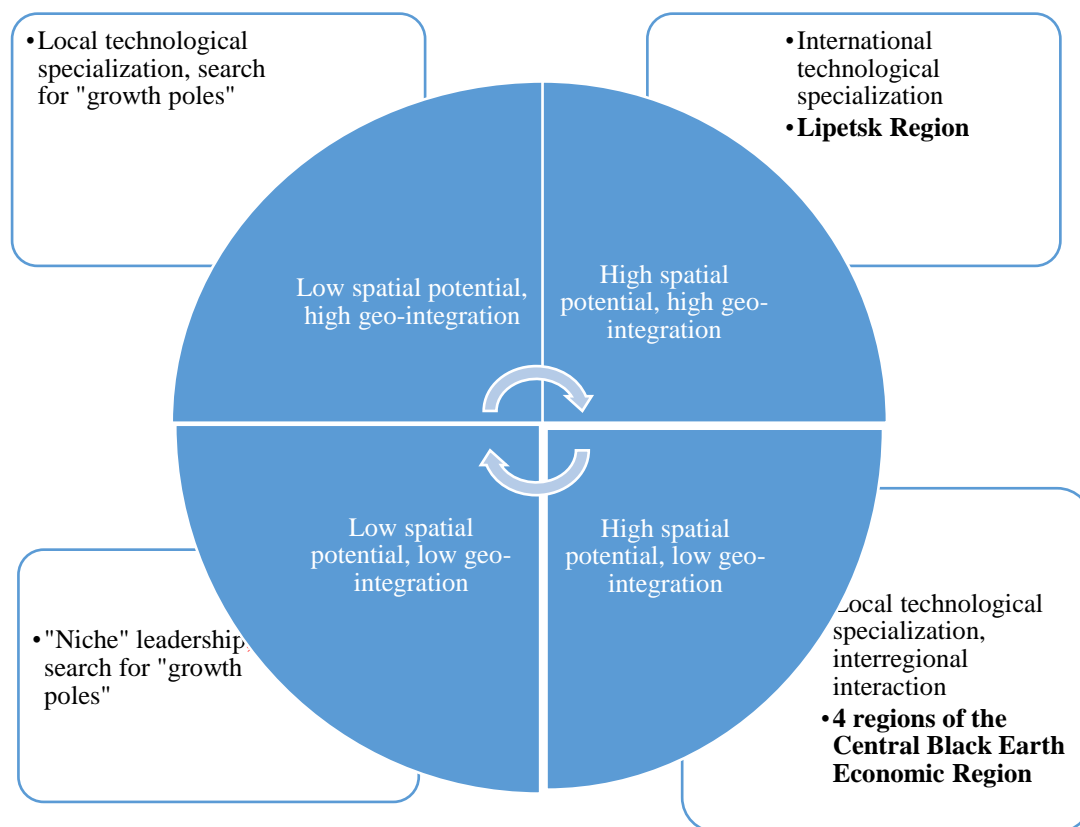 •Local technological
specialization, search
for "growth poles"
•International
technological
specialization
•Lipetsk Region
Low spatial potential,
high geo-integration
High spatial
potential, high geo-
integration
Low spatial
potential, low geo-
integration
High spatial
potential, low geo-
integration
•"Niche" leadership,
search for "growth
poles"
Local technological
specialization,
interregional
interaction
•4 regions of the
Central Black Earth
Economic Region